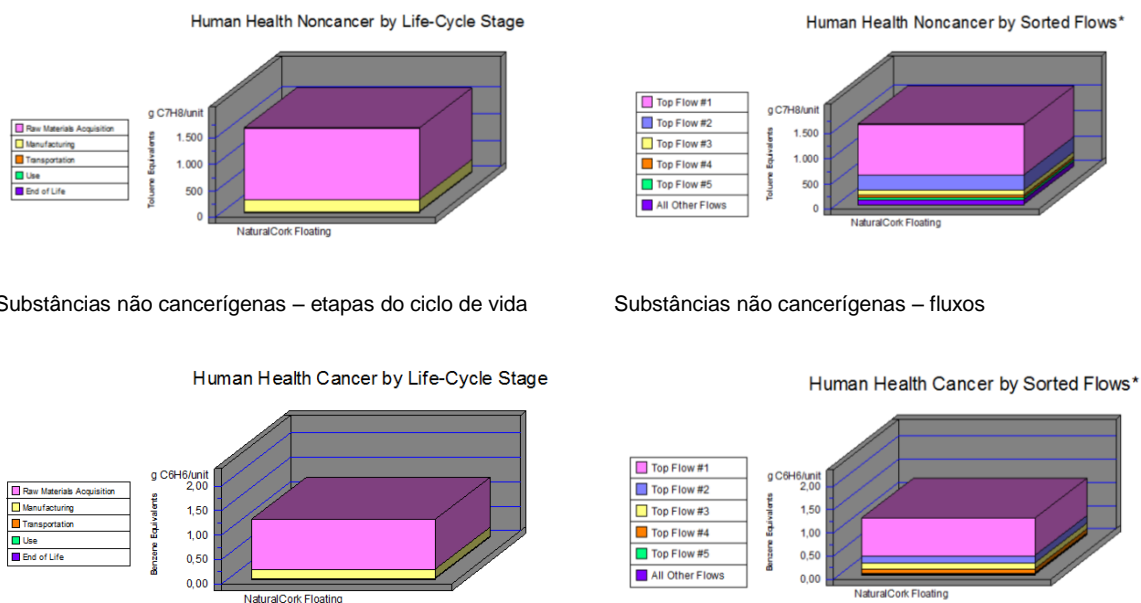 Human Health Noncancer by Life-Cycle Stage
Raw Materials Acquisition
Manufacturing
Transportation
Use
End of Life
g C7H8/unit
Toluene Equivalents
1.500
1.000
500
0
NaturalCork Floating
Human Health Noncancer by Sorted Flows*
Top Flow #1
Top Flow #2
Top Flow #3
Top Flow #4
Top Flow #5
All Other Flows
g C7H8/unit
Toluene Equivalents
1.500
1.000
500
0
NaturalCork Floating
Substâncias não cancerígenas – etapas do ciclo de vida
Substâncias não cancerígenas – fluxos
Human Health Cancer by Life-Cycle Stage
Raw Materials Acquisition
Manufacturing
Transportation
Use
End of Life
g C6H6/unit
Benzene Equivalents
2,00
1,50
1,00
0,50
0,00
NaturalCork Floating
Human Health Cancer by Sorted Flows*
Top Flow #1
Top Flow #2
Top Flow #3
Top Flow #4
Top Flow #5
All Other Flows
g C6H6/unit
Benzene Equivalents
2,00
1,50
1,00
0,50
0,00
NaturalCork Floating